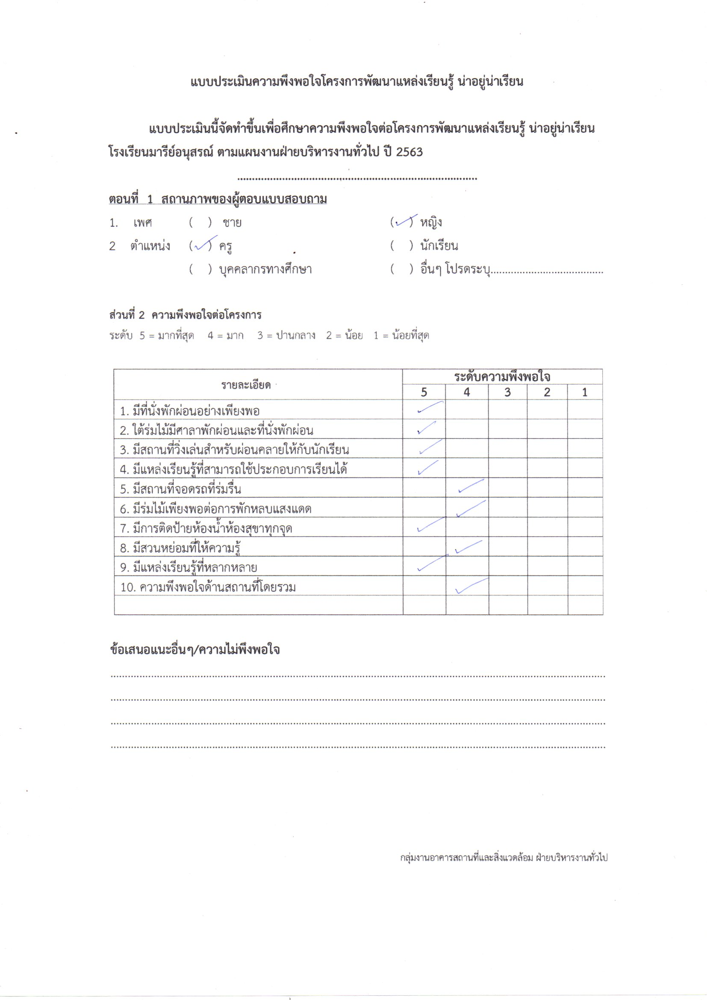 แบบประเมินความพึงพอใจโครงการพัฒนาแหล่งเรียนรู้ น่าอยู่น่าเรียน
แบบประเมินนี้จัดทำขึ้นเพื่อศึกษาความพึงพอใจต่อโครงการพัฒนาแหล่งเรียนรู้ น่าอยู่น่าเรียน
โรงเรียนมารีย์อนุสรณ์ ตามแผนงานฝ่ายบริหารงานทั่วไป ปี 2563
ตอนที่ 1 สถานภาพของผู้ตอบแบบสอบถาม
1. เพศ ( ) ชาย (✓) หญิง
2 ตำแหน่ง (✓) ครู ( ) นักเรียน
( ) บุคคลากรทางศึกษา ( ) อื่นๆ โปรดระบุ.......................................
ส่วนที่ 2 ความพึงพอใจต่อโครงการ
ระดับ 5 = มากที่สุด 4 = มาก 3 = ปานกลาง 2 = น้อย 1 = น้อยที่สุด
รายละเอียด ระดับความพึงพอใจ
5 4 3 2 1
1. มีที่นั่งพักผ่อนอย่างเพียงพอ ✓
2. ใต้ร่มไม้มีศาลาพักผ่อนและที่นั่งพักผ่อน ✓
3. มีสถานที่วิ่งเล่นสำหรับผ่อนคลายให้กับนักเรียน ✓
4. มีแหล่งเรียนรู้ที่สามารถใช้ประกอบการเรียนได้ ✓
5. มีสถานที่จอดรถที่ร่มรื่น ✓
6. มีร่มไม้เพียงพอต่อการพักหลบแสงแดด ✓
7. มีการติดป้ายห้องน้ำห้องสุขาทุกจุด ✓
8. มีสวนหย่อมที่ให้ความรู้ ✓
9. มีแหล่งเรียนรู้ที่หลากหลาย ✓
10. ความพึงพอใจด้านสถานที่โดยรวม ✓
ข้อเสนอแนะอื่นๆ/ความไม่พึงพอใจ
กลุ่มงานอาคารสถานที่และสิ่งแวดล้อม ฝ่ายบริหารงานทั่วไป